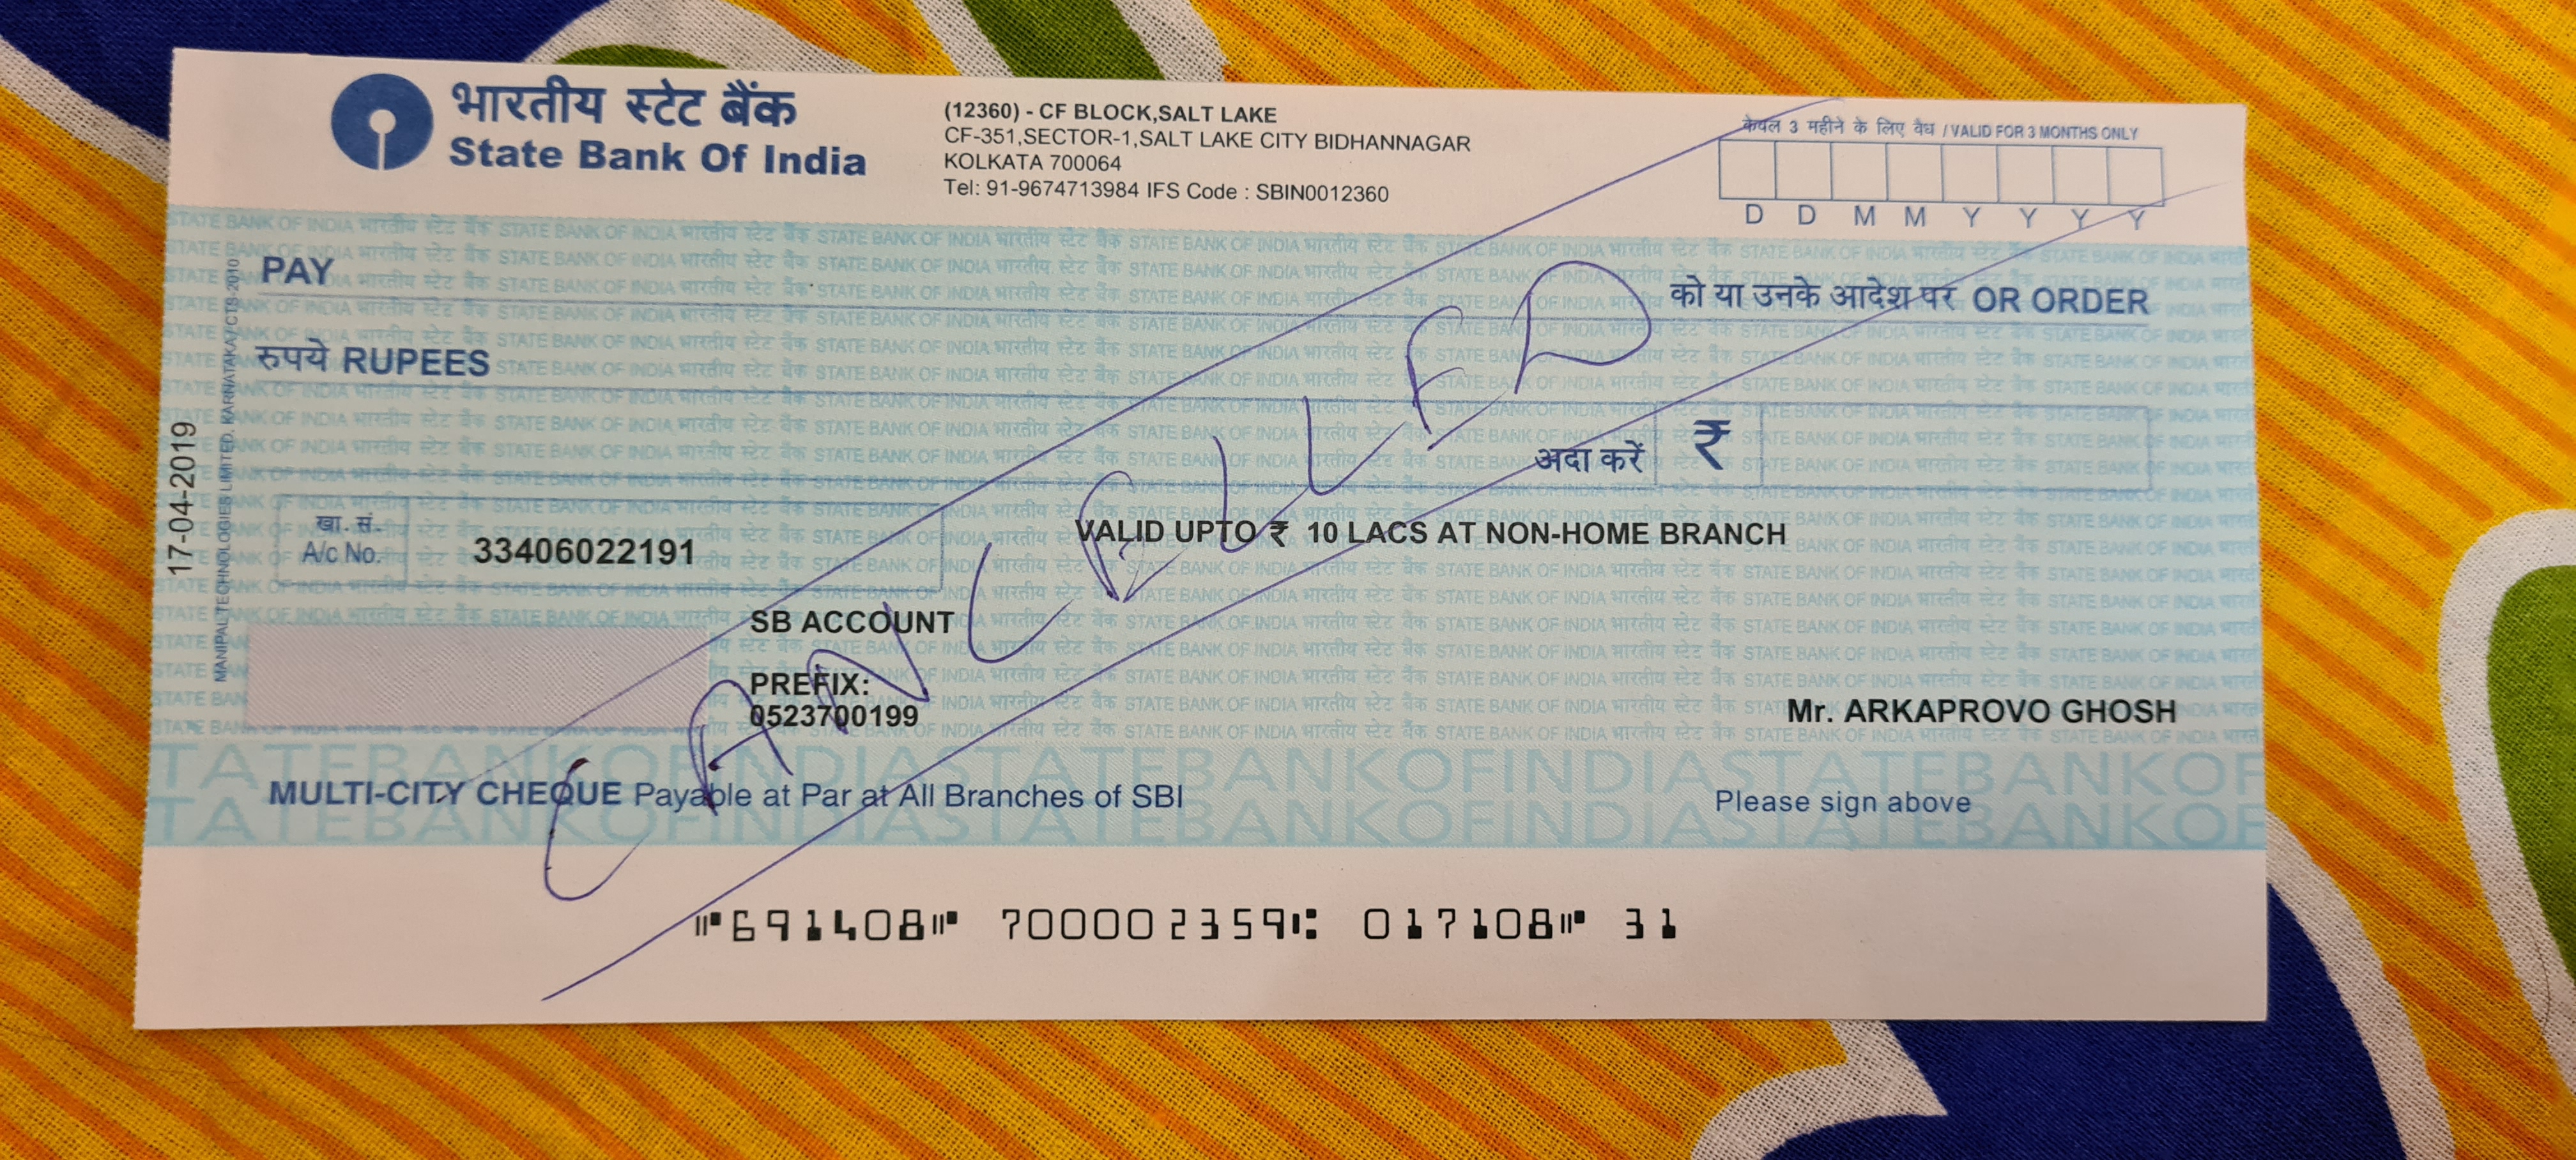 भारतीय स्टेट बैंक
State Bank Of India
(12360) - CF BLOCK,SALT LAKE
CF-351,SECTOR-1,SALT LAKE CITY BIDHANNAGAR
KOLKATA 700064
Tel: 91-9674713984 IFS Code : SBIN0012360
केवल 3 महीने के लिए वैध / VALID FOR 3 MONTHS ONLY
D D M M Y Y Y Y
PAY
को या उनके आदेश पर OR ORDER
रुपये RUPEES
अदा करें ₹
खा. सं.
A/c No. 33406022191
VALID UPTO ₹ 10 LACS AT NON-HOME BRANCH
SB ACCOUNT
PREFIX:
0523700199
CANCELLED
Mr. ARKAPROVO GHOSH
MULTI-CITY CHEQUE Payable at Par at All Branches of SBI
Please sign above
⑈691408⑈ 700002359⑆ 017108⑈ 31
17-04-2019
MANIPAL TECHNOLOGIES LIMITED, KARNATAKA / CTS-2010